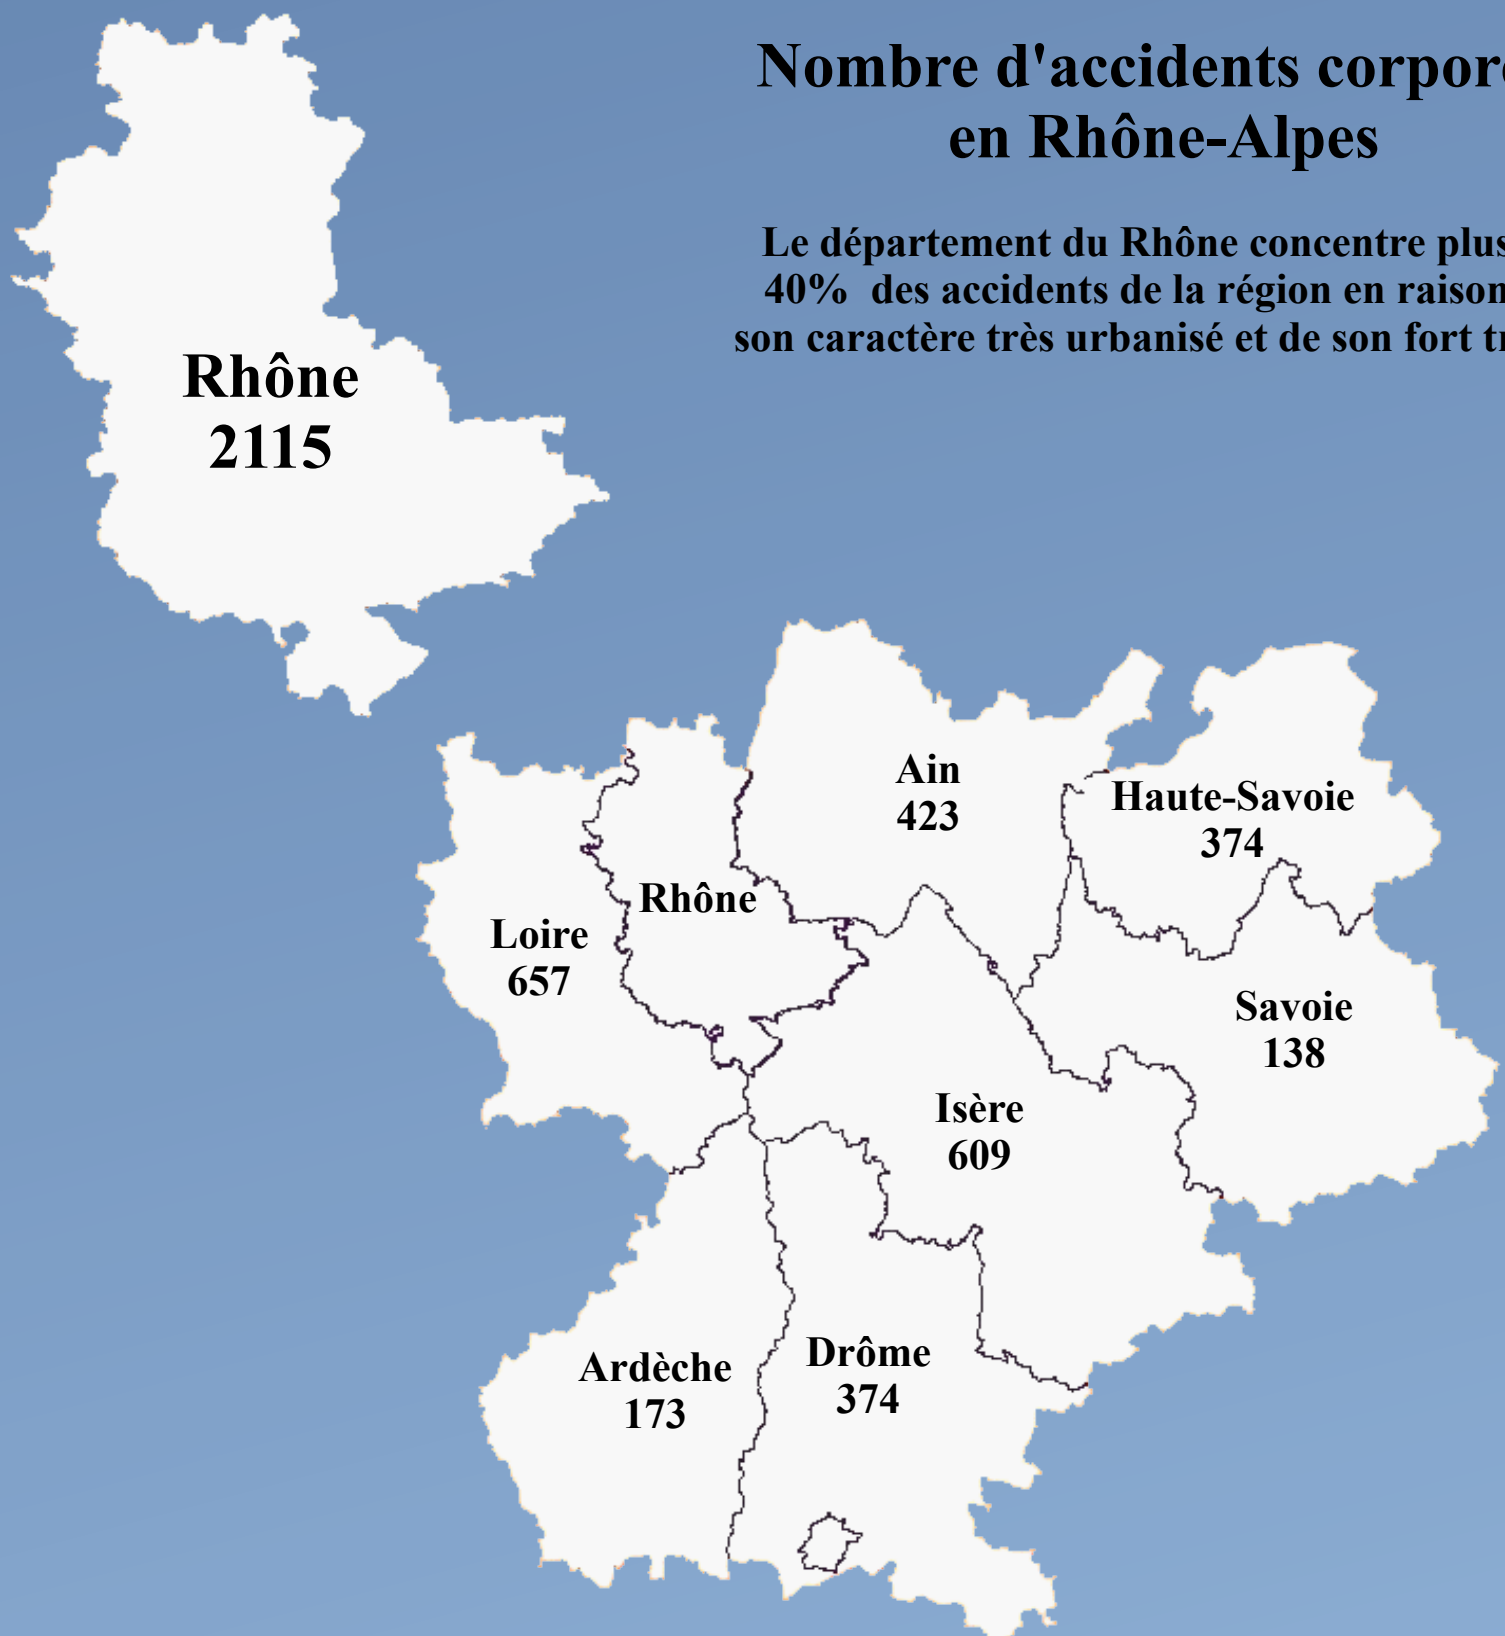 Nombre d'accidents corpor
en Rhône-Alpes
Le département du Rhône concentre plus
40% des accidents de la région en raison
son caractère très urbanisé et de son fort tr
Rhône
2115
Ain
423
Haute-Savoie
374
Rhône
Loire
657
Savoie
138
Isère
609
Ardèche
173
Drôme
374